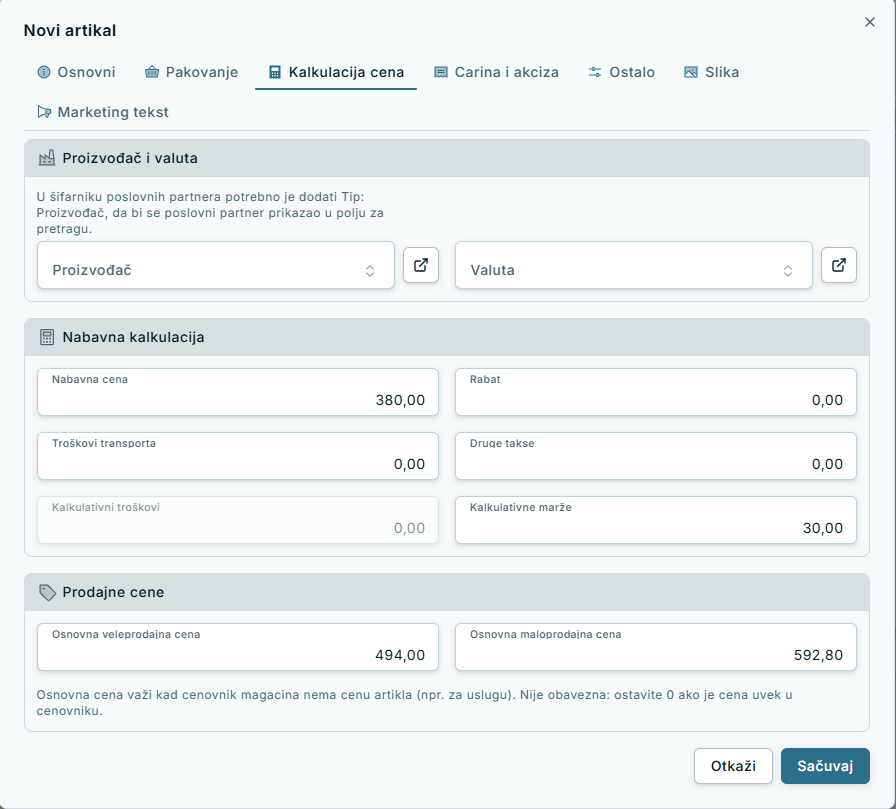 Novi artikal
Osnovni
Pakovanje
Kalkulacija cena
Carina i akciza
Ostalo
Slika
Marketing tekst
Proizvođač i valuta
U šifarniku poslovnih partnera potrebno je dodati Tip:
Proizvođač, da bi se poslovni partner prikazao u polju za
pretragu.
Proizvođač
Valuta
Nabavna kalkulacija
Nabavna cena
380,00
Rabat
0,00
Troškovi transporta
0,00
Druge takse
0,00
Kalkulativni troškovi
0,00
Kalkulativne marže
30,00
Prodajne cene
Osnovna veleprodajna cena
494,00
Osnovna maloprodajna cena
592,80
Osnovna cena važi kad cenovnik magacina nema cenu artikla (npr. za uslugu). Nije obavezna: ostavite 0 ako je cena uvek u
cenovniku.
Otkaži
Sačuvaj